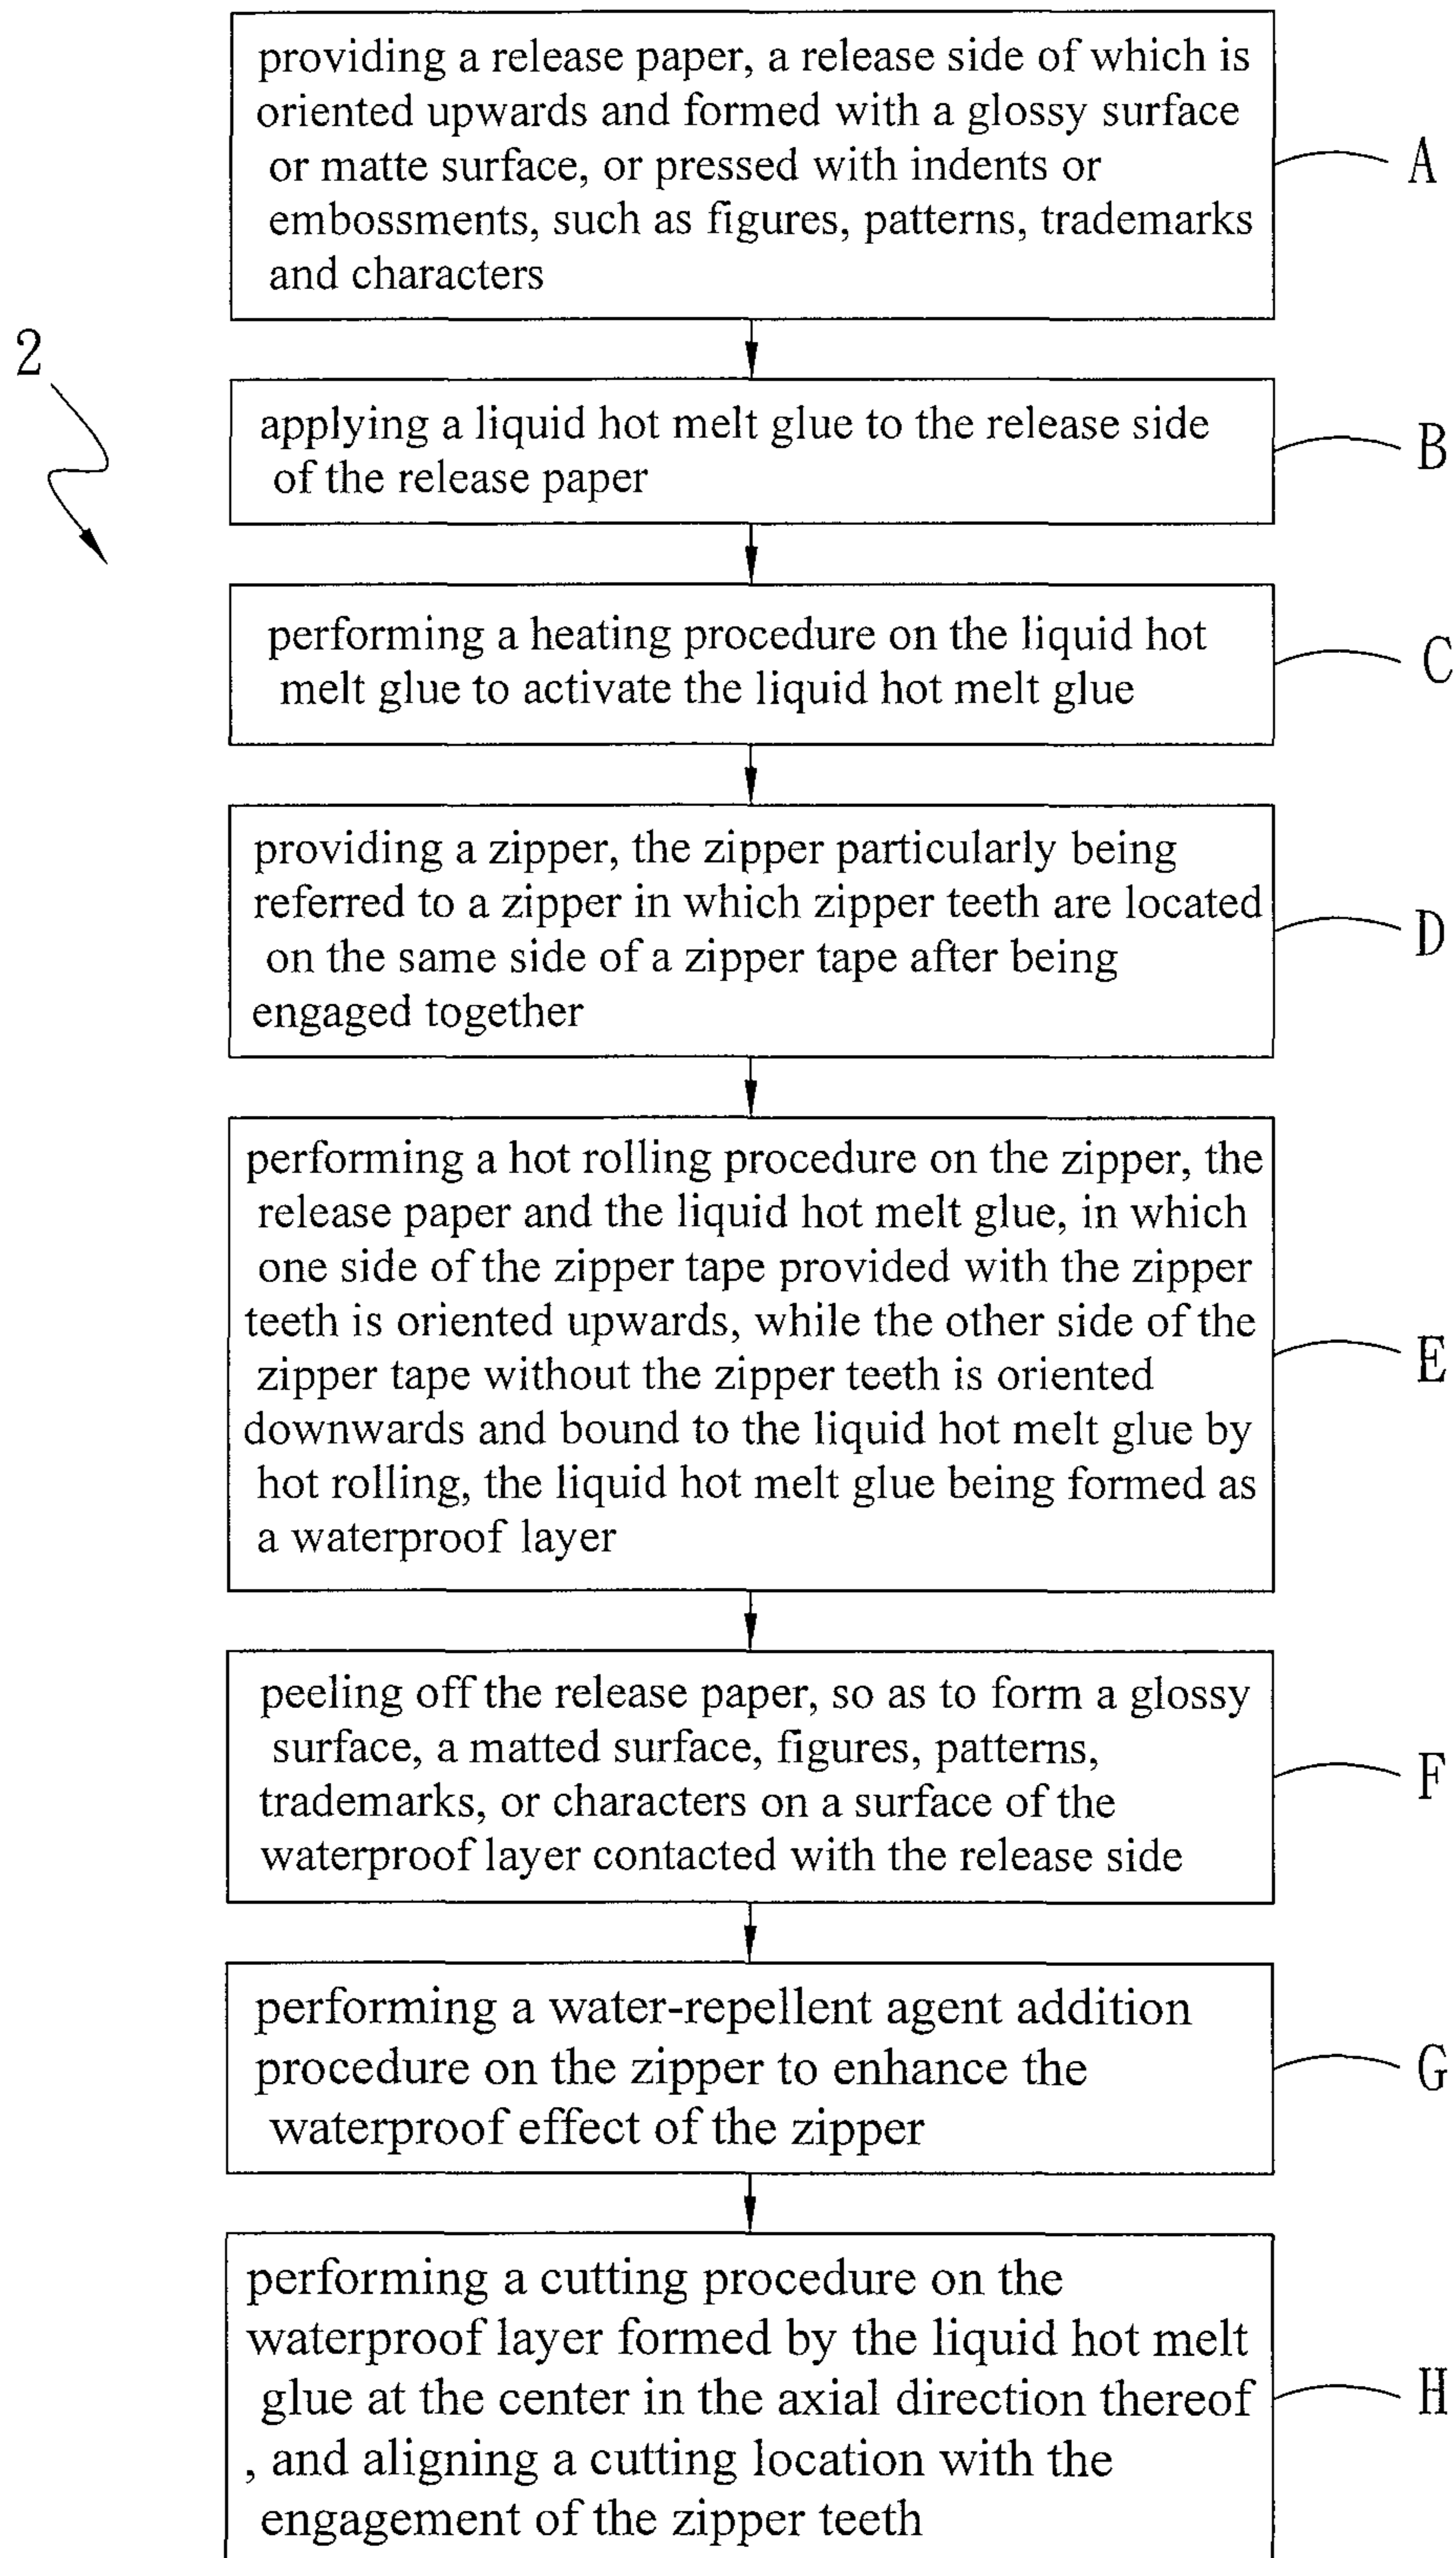 providing a release paper, a release side of which is
oriented upwards and formed with a glossy surface
or matte surface, or pressed with indents or
embossments, such as figures, patterns, trademarks
and characters
A
2
applying a liquid hot melt glue to the release side
of the release paper
B
performing a heating procedure on the liquid hot
melt glue to activate the liquid hot melt glue
C
providing a zipper, the zipper particularly being
referred to a zipper in which zipper teeth are located
on the same side of a zipper tape after being
engaged together
D
performing a hot rolling procedure on the zipper, the
release paper and the liquid hot melt glue, in which
one side of the zipper tape provided with the zipper
teeth is oriented upwards, while the other side of the
zipper tape without the zipper teeth is oriented
downwards and bound to the liquid hot melt glue by
hot rolling, the liquid hot melt glue being formed as
a waterproof layer
E
peeling off the release paper, so as to form a glossy
surface, a matted surface, figures, patterns,
trademarks, or characters on a surface of the
waterproof layer contacted with the release side
F
performing a water-repellent agent addition
procedure on the zipper to enhance the
waterproof effect of the zipper
G
performing a cutting procedure on the
waterproof layer formed by the liquid hot melt
glue at the center in the axial direction thereof
, and aligning a cutting location with the
engagement of the zipper teeth
H